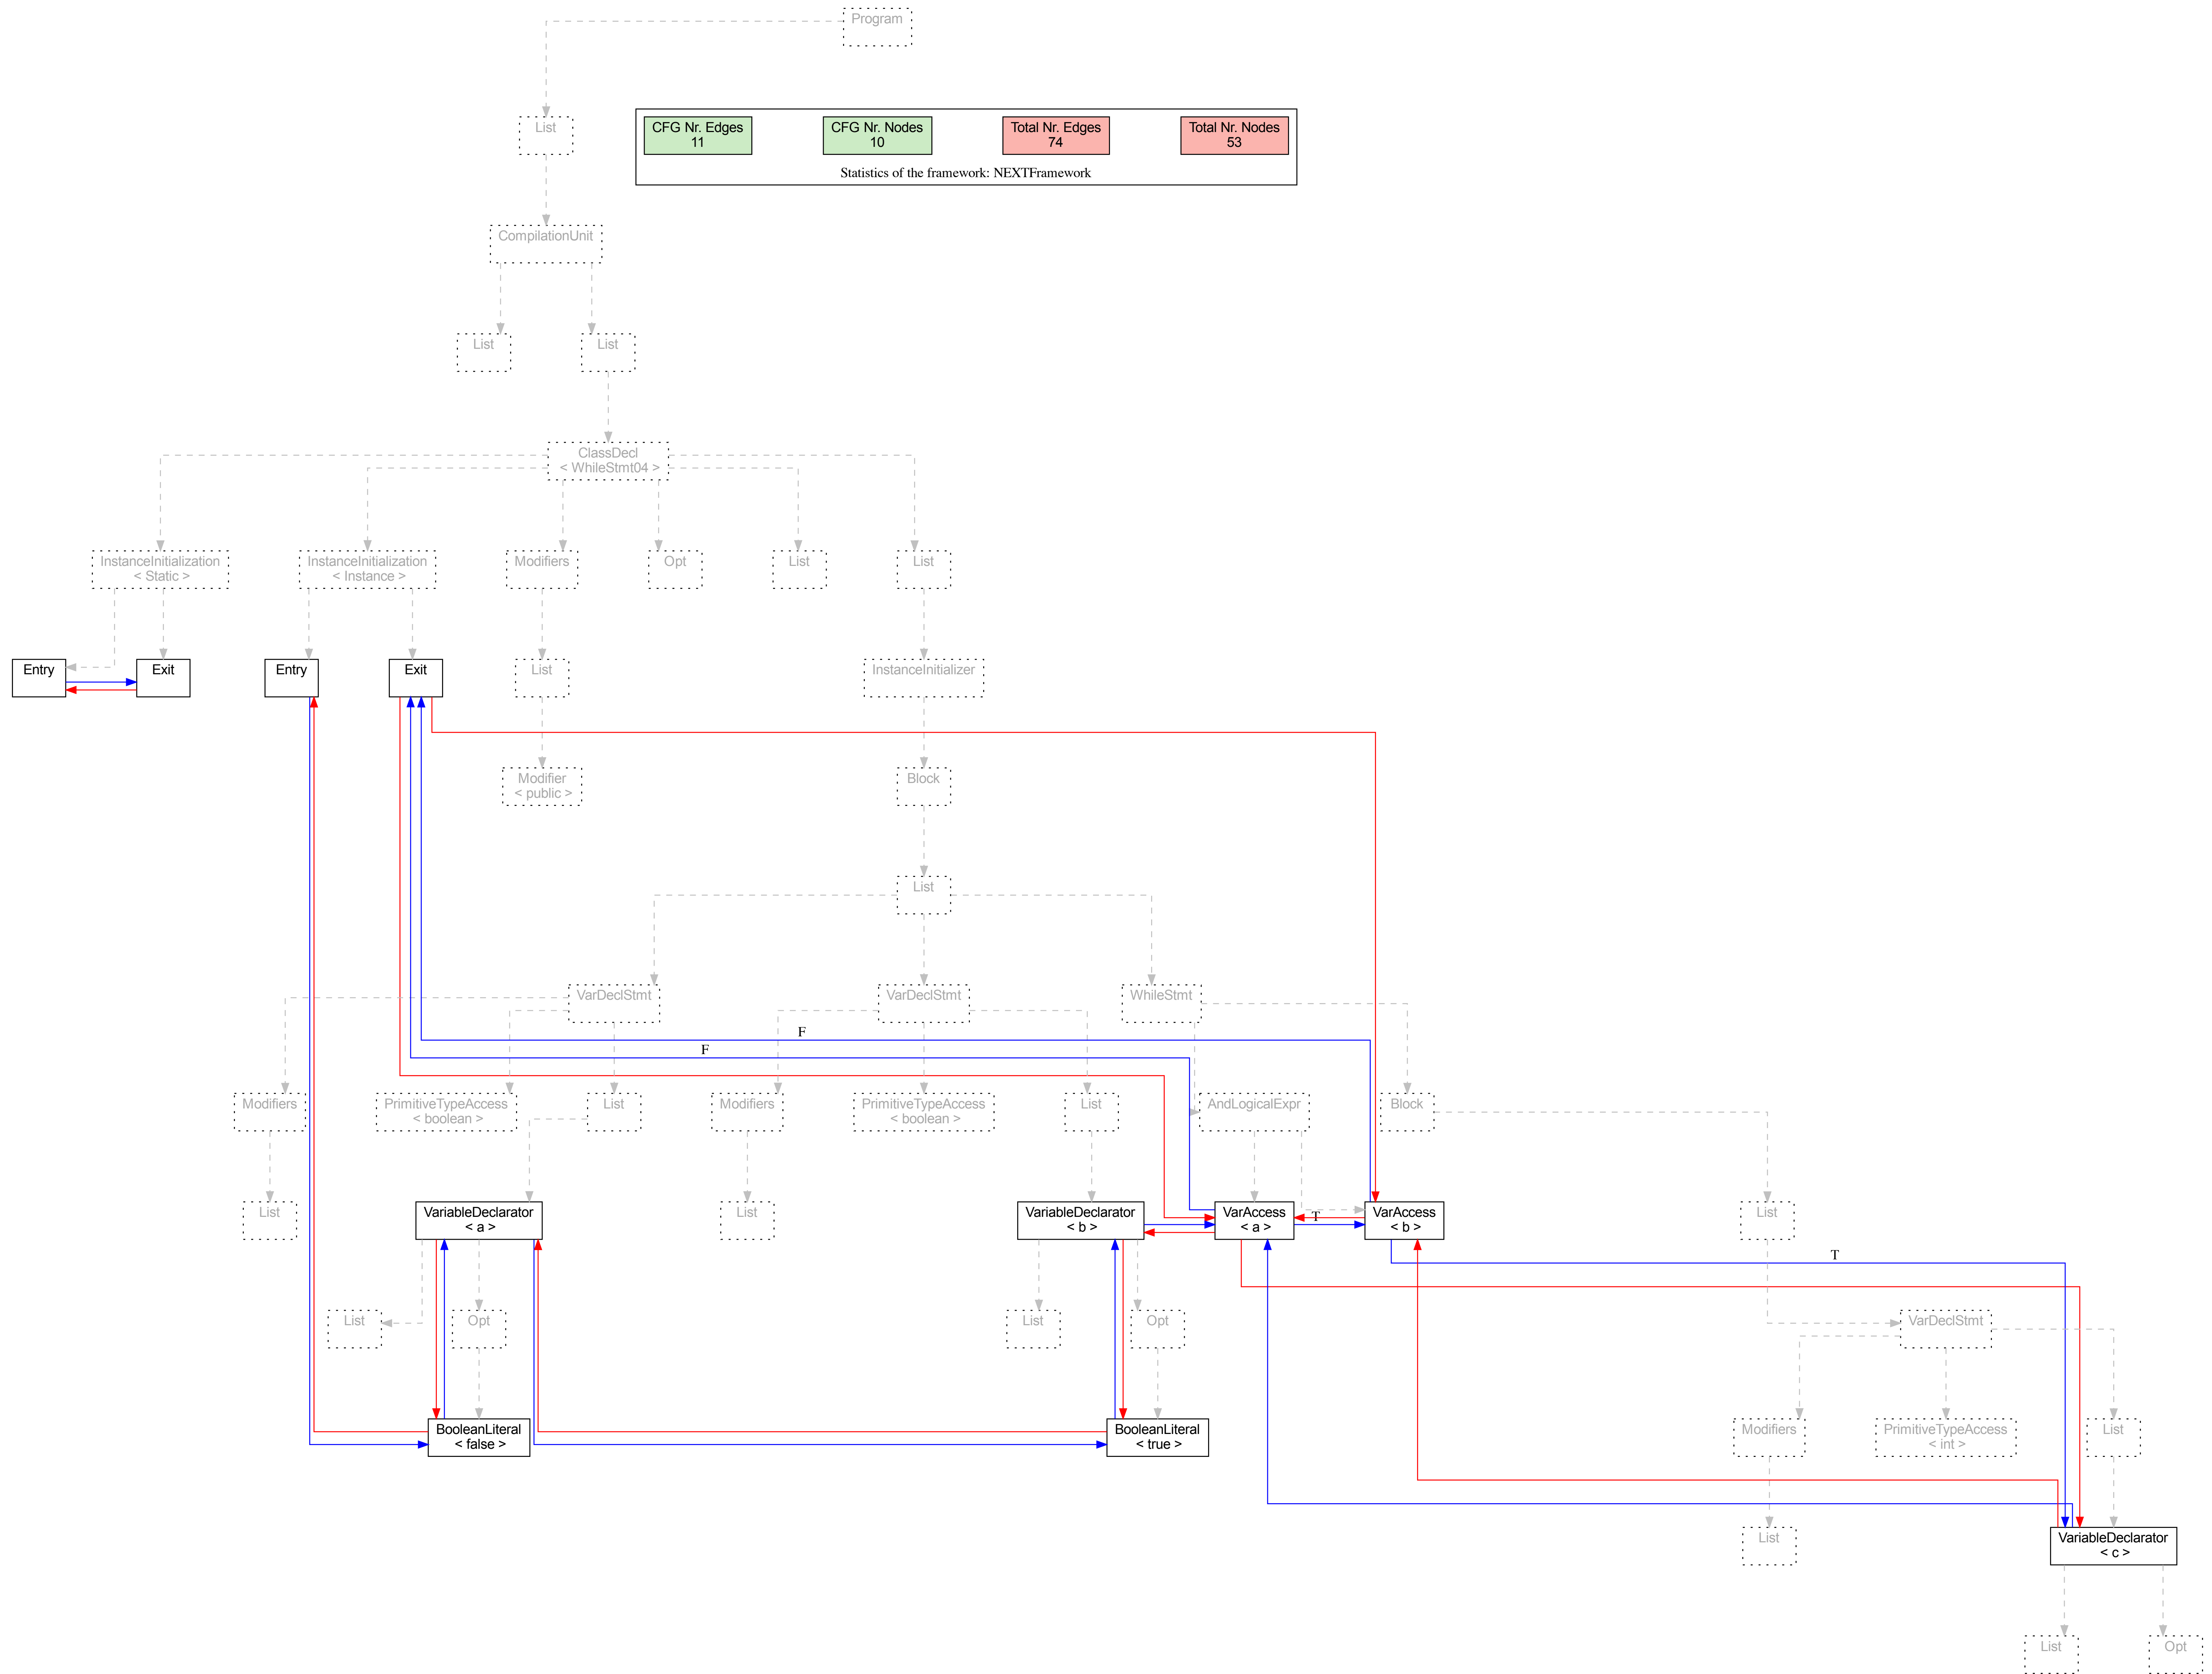 Program
List
CFG Nr. Edges
11
CFG Nr. Nodes
10
Total Nr. Edges
74
Total Nr. Nodes
53
Statistics of the framework: NEXTFramework
CompilationUnit
List
List
ClassDecl
< WhileStmt04 >
InstanceInitialization
< Static >
InstanceInitialization
< Instance >
Modifiers
Opt
List
List
Entry
Exit
Entry
Exit
List
InstanceInitializer
Modifier
< public >
Block
List
VarDeclStmt
VarDeclStmt
WhileStmt
F
F
Modifiers
PrimitiveTypeAccess
< boolean >
List
Modifiers
PrimitiveTypeAccess
< boolean >
List
AndLogicalExpr
Block
List
VariableDeclarator
< a >
List
VariableDeclarator
< b >
VarAccess
< a >
T
VarAccess
< b >
List
T
List
Opt
List
Opt
VarDeclStmt
BooleanLiteral
< false >
BooleanLiteral
< true >
Modifiers
PrimitiveTypeAccess
< int >
List
List
VariableDeclarator
< c >
List
Opt